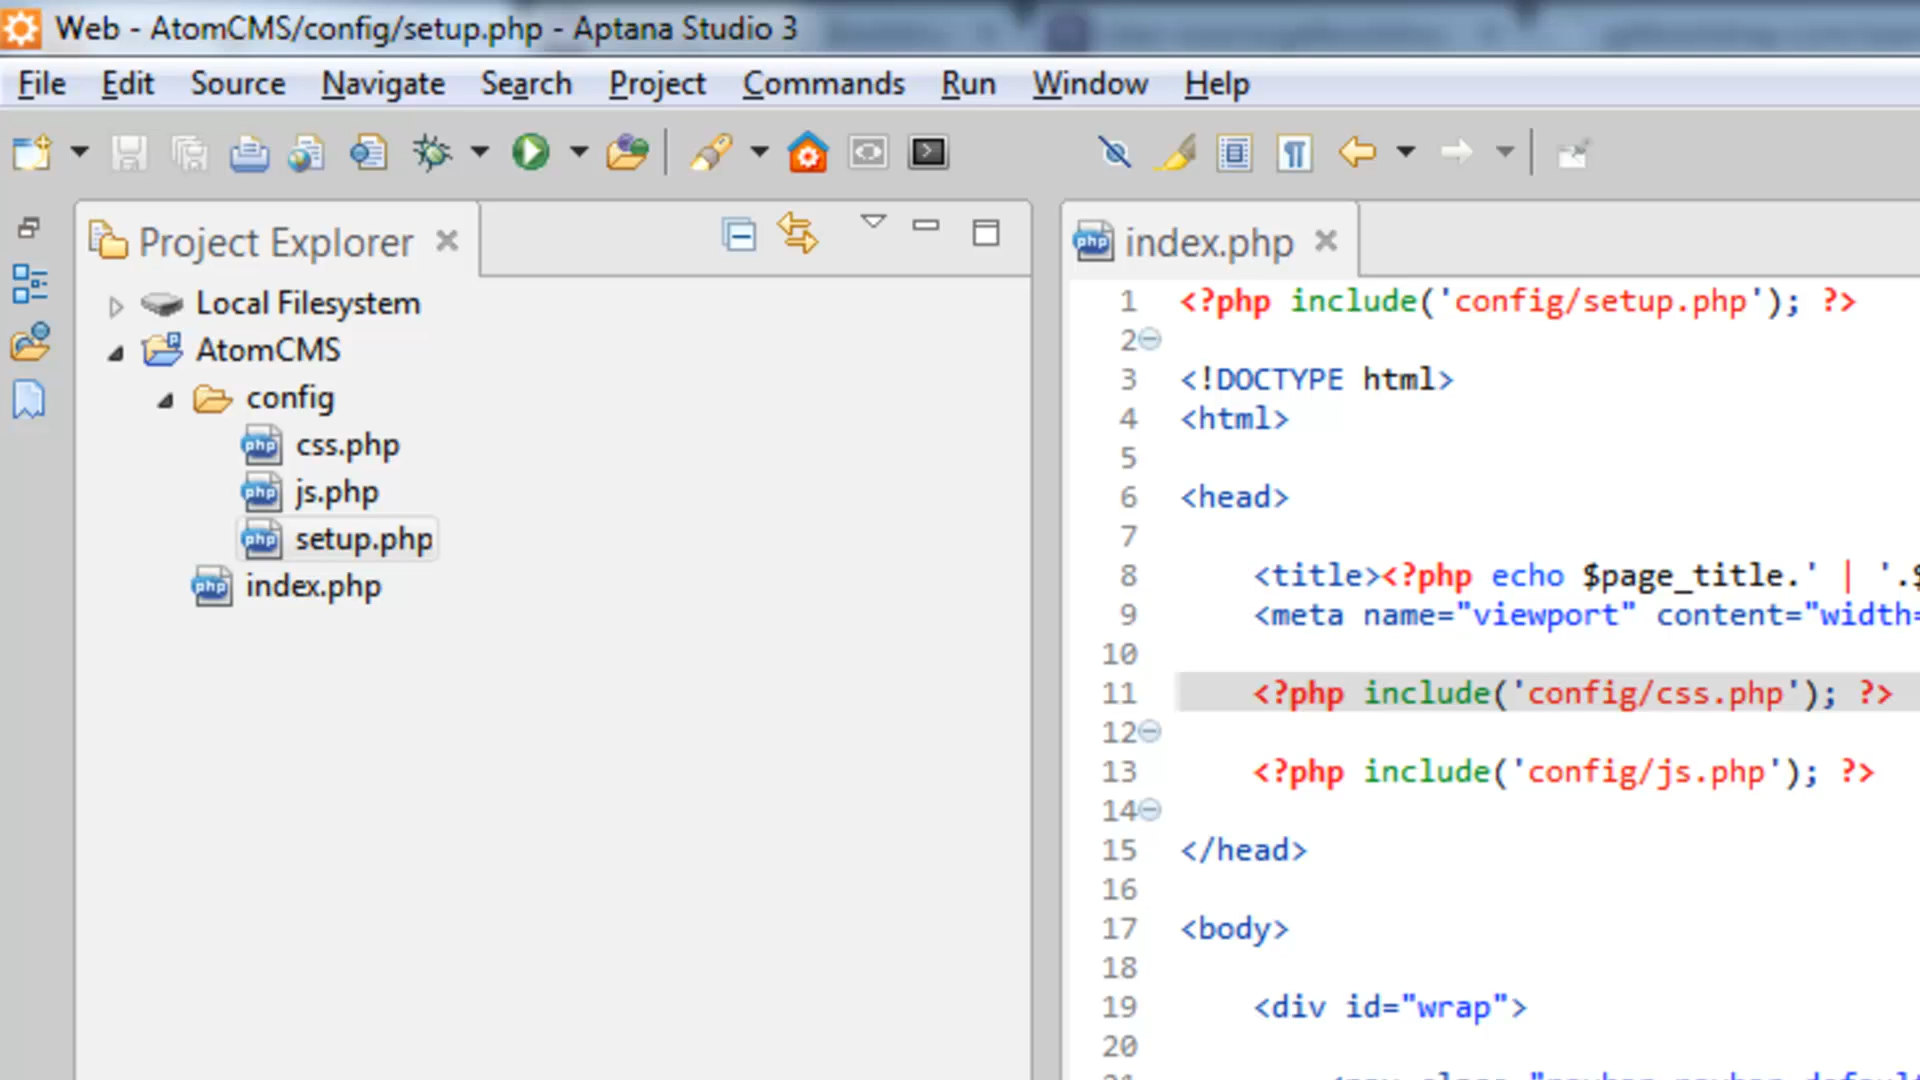 Web - AtomCMS/config/setup.php - Aptana Studio 3
File Edit Source Navigate Search Project Commands Run Window Help
Project Explorer
Local Filesystem
AtomCMS
config
css.php
js.php
setup.php
index.php
index.php
1 <?php include('config/setup.php'); ?>
2
3 <!DOCTYPE html>
4 <html>
5
6 <head>
7
8 <title><?php echo $page_title.' | '.$
9 <meta name="viewport" content="width=
10
11 <?php include('config/css.php'); ?>
12
13 <?php include('config/js.php'); ?>
14
15 </head>
16
17 <body>
18
19 <div id="wrap">
20